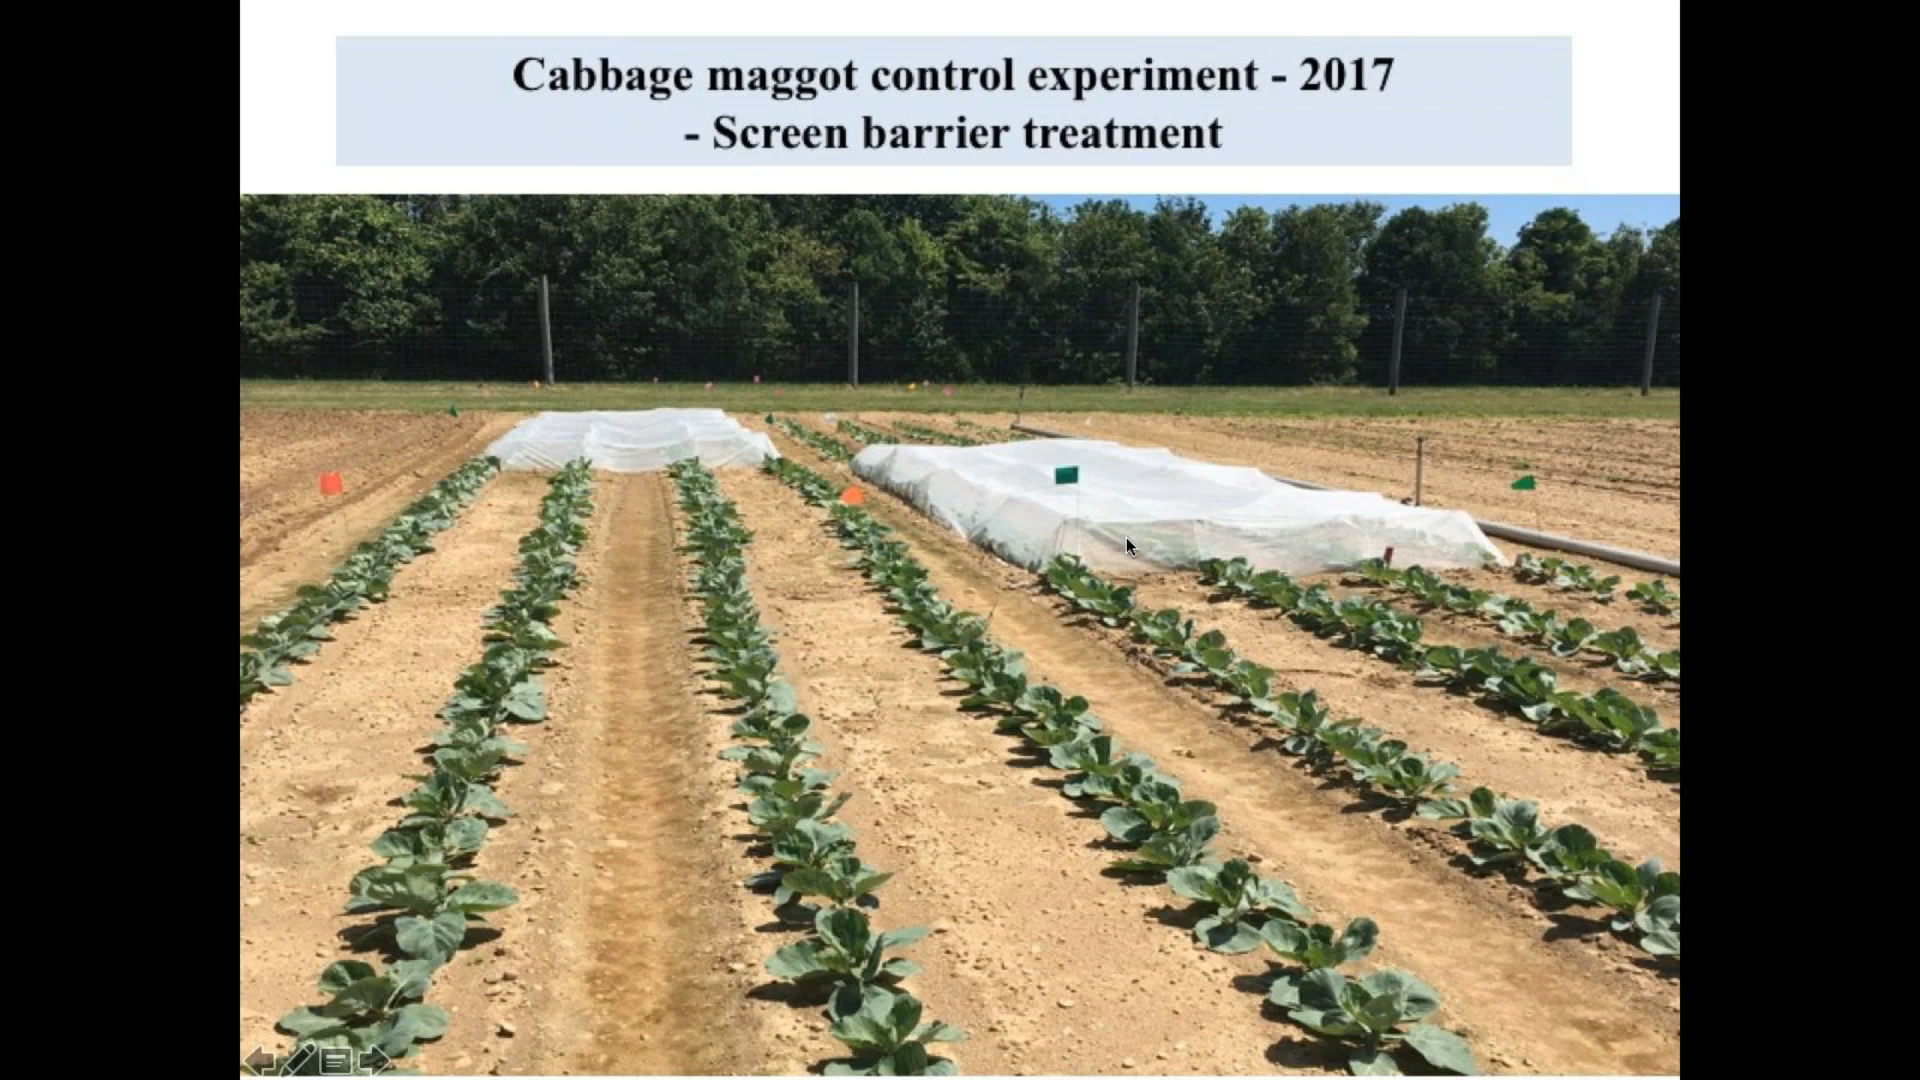 Cabbage maggot control experiment - 2017
- Screen barrier treatment